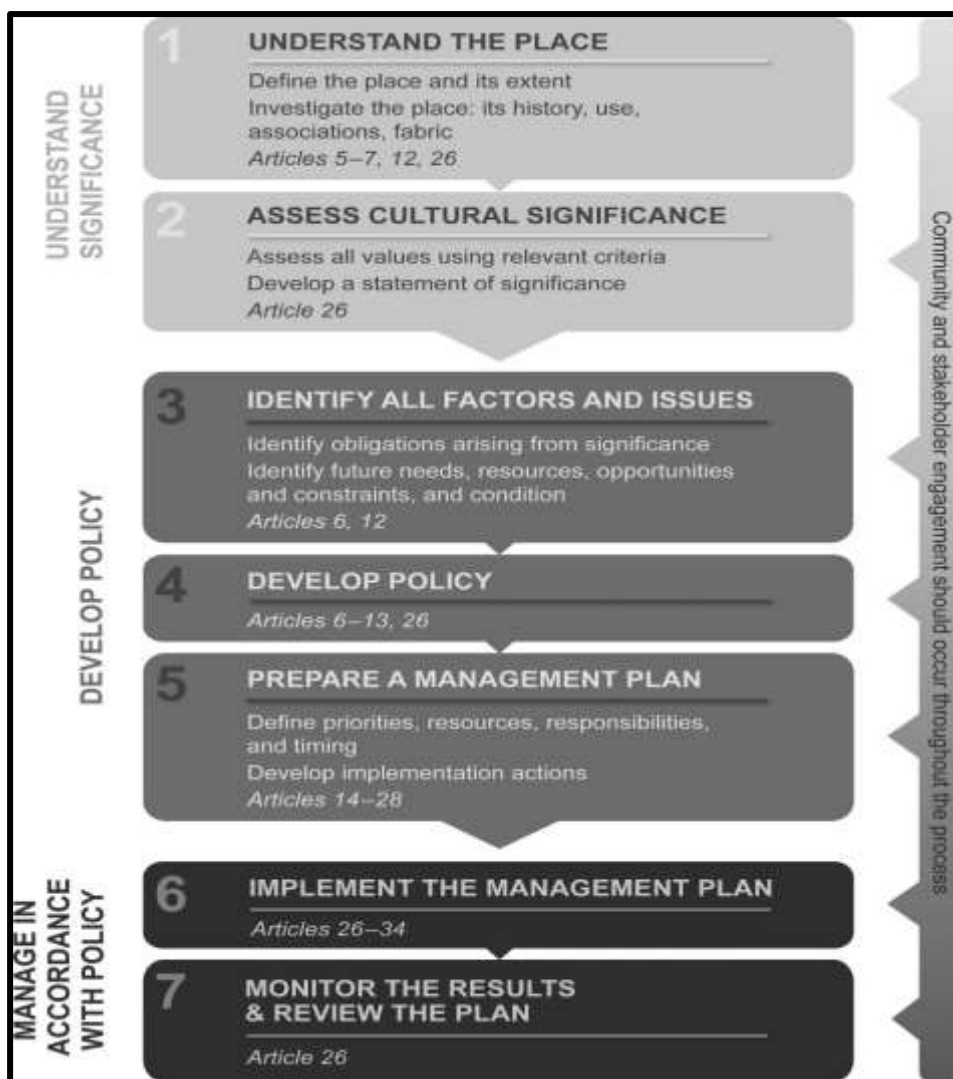 UNDERSTAND
SIGNIFICANCE
1
UNDERSTAND THE PLACE
Define the place and its extent
Investigate the place: its history, use,
associations, fabric
Articles 5–7, 12, 26
2
ASSESS CULTURAL SIGNIFICANCE
Assess all values using relevant criteria
Develop a statement of significance
Article 26
DEVELOP POLICY
3
IDENTIFY ALL FACTORS AND ISSUES
Identify obligations arising from significance
Identify future needs, resources, opportunities
and constraints, and condition
Articles 6, 12
4
DEVELOP POLICY
Articles 6–13, 26
5
PREPARE A MANAGEMENT PLAN
Define priorities, resources, responsibilities,
and timing
Develop implementation actions
Articles 14–28
MANAGE IN
ACCORDANCE
WITH POLICY
6
IMPLEMENT THE MANAGEMENT PLAN
Articles 26–34
7
MONITOR THE RESULTS
& REVIEW THE PLAN
Article 26
Community and stakeholder engagement should occur throughout the process